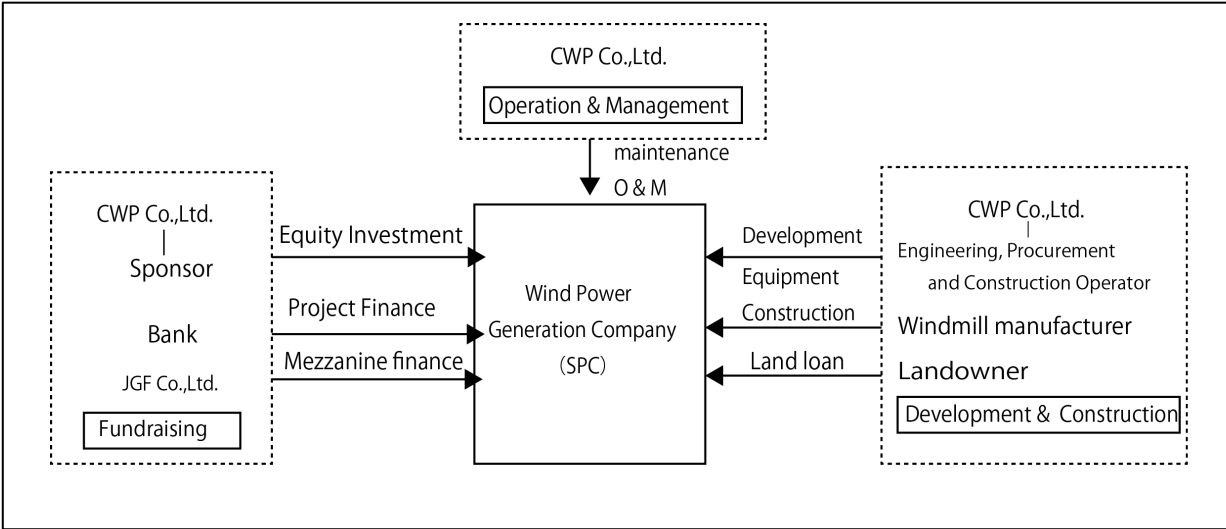 CWP Co.,Ltd.
Operation & Management
maintenance
O & M
CWP Co.,Ltd.
Sponsor
Bank
JGF Co.,Ltd.
Fundraising
Equity Investment
Project Finance
Mezzanine finance
Wind Power
Generation Company
(SPC)
Development
Equipment
Construction
Land loan
CWP Co.,Ltd.
Engineering, Procurement
and Construction Operator
Windmill manufacturer
Landowner
Development & Construction